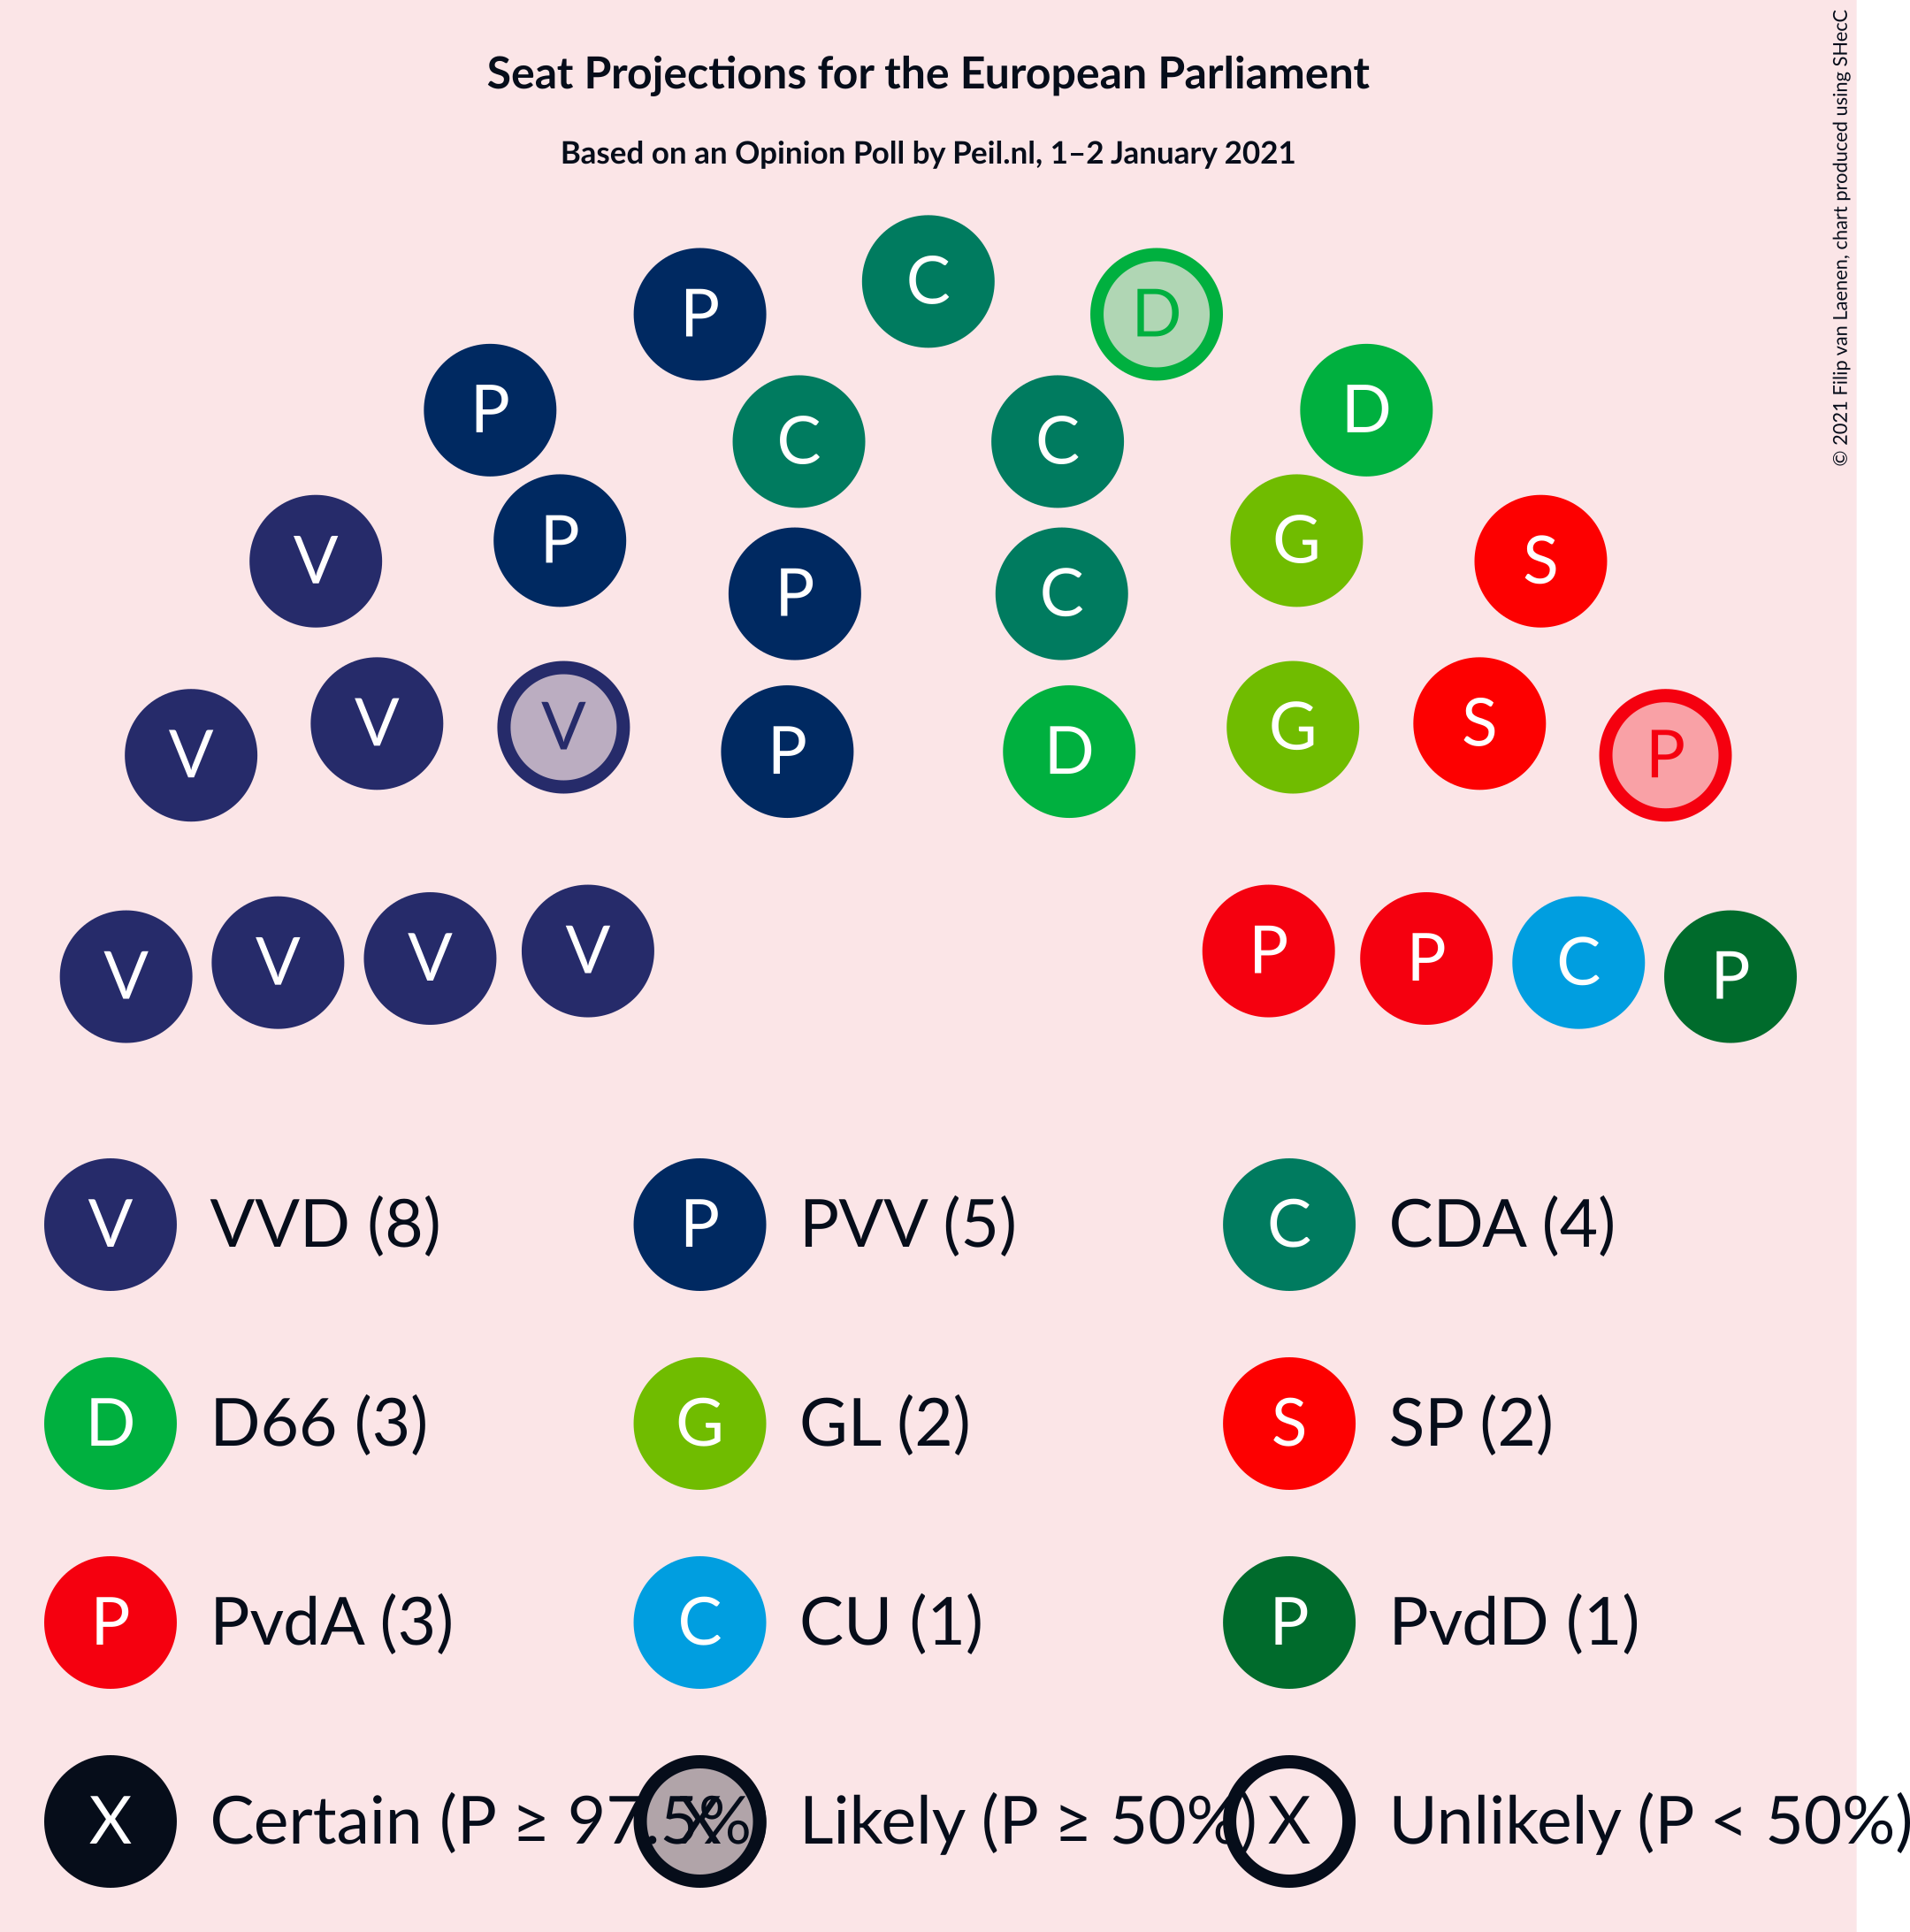 Seat Projections for the European Parliament
Based on an Opinion Poll by Peil.nl, 1–2 January 2021
© 2021 Filip van Laenen, chart produced using SHecC
C
P D
P D
C C
P G
V S
P C
V V V G S P
P D
V V V V P P C P
V VVD (8) P PVV (5) C CDA (4)
D D66 (3) G GL (2) S SP (2)
P PvdA (3) C CU (1) P PvdD (1)
X Certain (P ≥ 97.5% X Likely (P ≥ 50%) X Unlikely (P < 50%)